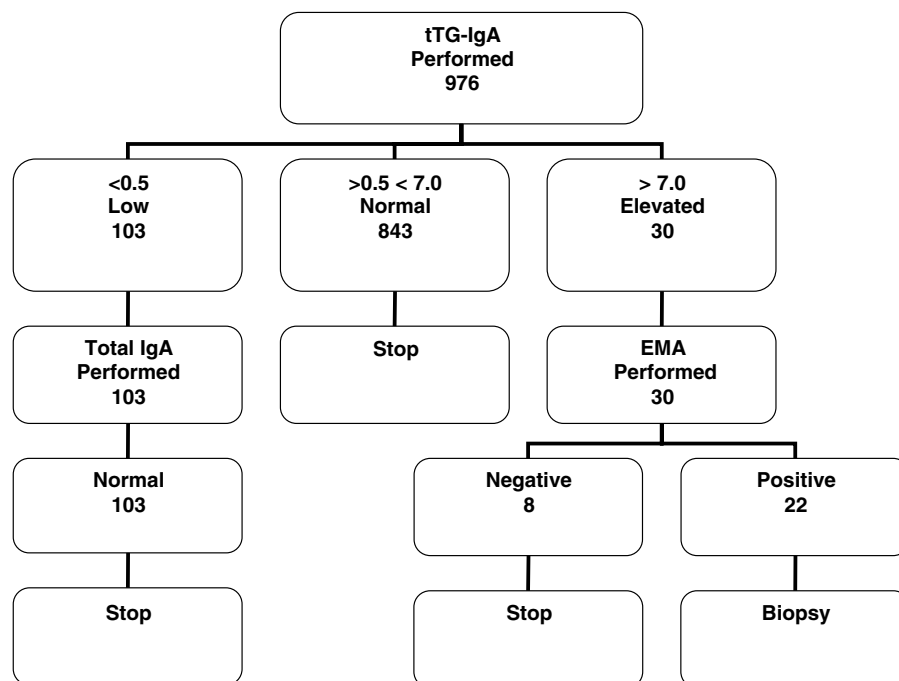 tTG-IgA
Performed
976
<0.5
Low
103
>0.5 < 7.0
Normal
843
> 7.0
Elevated
30
Total IgA
Performed
103
Stop
EMA
Performed
30
Normal
103
Negative
8
Positive
22
Stop
Stop
Biopsy